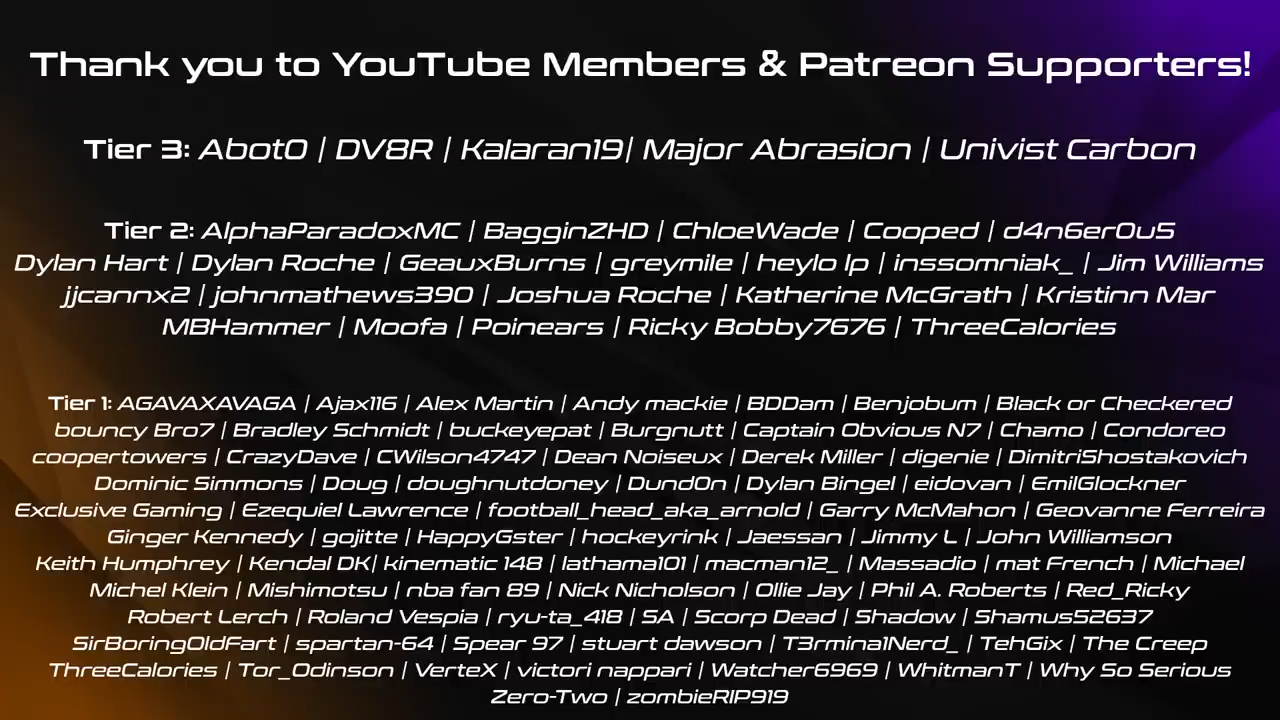 Thank you to YouTube Members & Patreon Supporters!
Tier 3: Abot0 | DV8R | Kalaran19| Major Abrasion | Univist Carbon
Tier 2: AlphaParadoxMC | BagginZHD | ChloeWade | Cooped | d4n6er0u5
Dylan Hart | Dylan Roche | GeauxBurns | greymile | heylo lp | inssomniak_ | Jim Williams
jjcannx2 | johnmathews390 | Joshua Roche | Katherine McGrath | Kristinn Mar
MBHammer | Moofa | Poinears | Ricky Bobby7676 | ThreeCalories
Tier 1: AGAVAXAVAGA | Ajax116 | Alex Martin | Andy mackie | BDDam | Benjobum | Black or Checkered
bouncy Bro7 | Bradley Schmidt | buckeyepat | Burgnutt | Captain Obvious N7 | Chamo | Condoreo
coopertowers | CrazyDave | CWilson4747 | Dean Noiseux | Derek Miller | digenie | DimitriShostakovich
Dominic Simmons | Doug | doughnutdoney | Dund0n | Dylan Bingel | eidovan | EmilGlockner
Exclusive Gaming | Ezequiel Lawrence | football_head_aka_arnold | Garry McMahon | Geovanne Ferreira
Ginger Kennedy | gojitte | HappyGster | hockeyrink | Jaessan | Jimmy L | John Williamson
Keith Humphrey | Kendal DK| kinematic 148 | lathama101 | macman12_ | Massadio | mat French | Michael
Michel Klein | Mishimotsu | nba fan 89 | Nick Nicholson | Ollie Jay | Phil A. Roberts | Red_Ricky
Robert Lerch | Roland Vespia | ryu-ta_418 | SA | Scorp Dead | Shadow | Shamus52637
SirBoringOldFart | spartan-64 | Spear 97 | stuart dawson | T3rmina1Nerd_ | TehGix | The Creep
ThreeCalories | Tor_Odinson | VerteX | victori nappari | Watcher6969 | WhitmanT | Why So Serious
Zero-Two | zombieRIP919